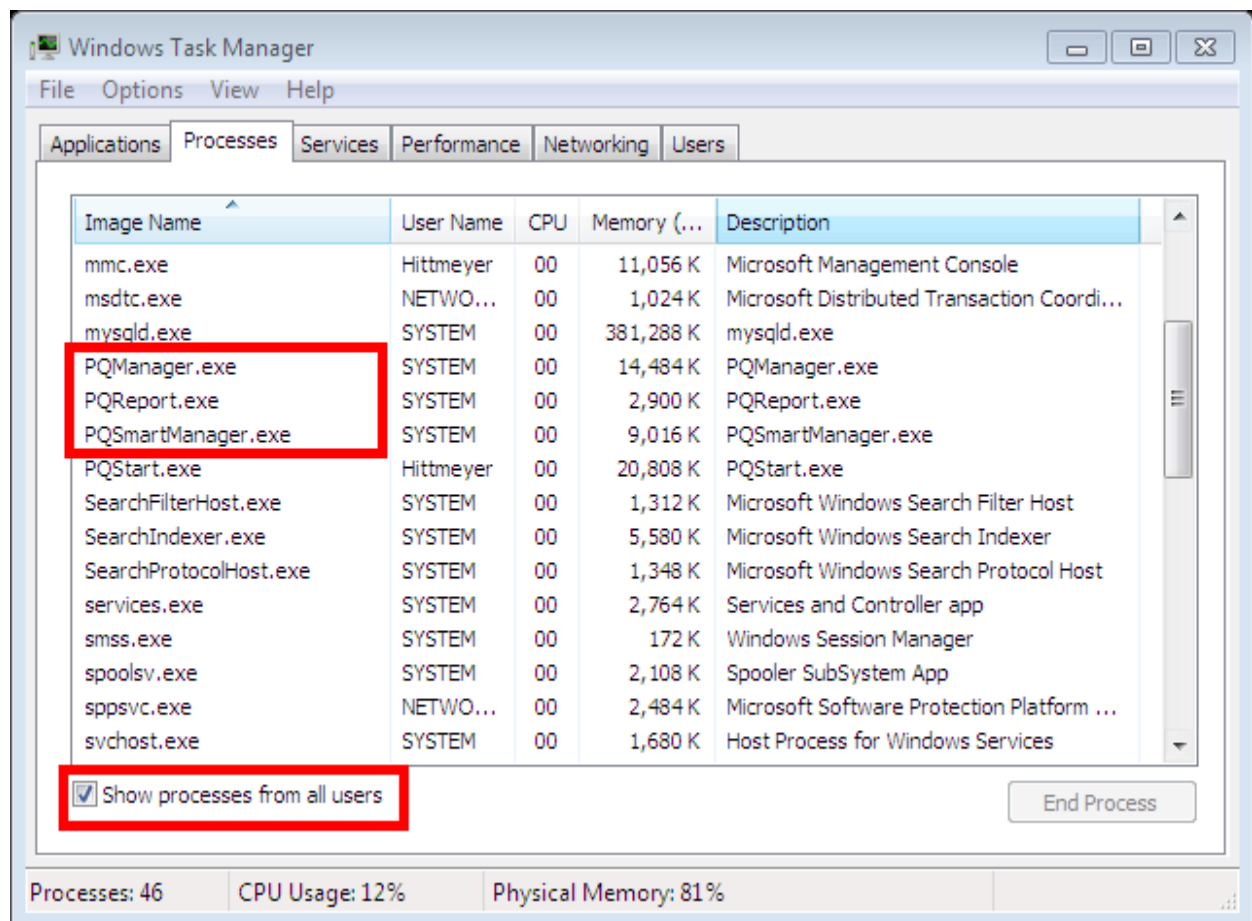 Windows Task Manager
File Options View Help
Applications Processes Services Performance Networking Users
Image Name User Name CPU Memory (... Description
mmc.exe Hittmeyer 00 11,056 K Microsoft Management Console
msdtc.exe NETWO... 00 1,024 K Microsoft Distributed Transaction Coordi...
mysqld.exe SYSTEM 00 381,288 K mysqld.exe
PQManager.exe SYSTEM 00 14,484 K PQManager.exe
PQReport.exe SYSTEM 00 2,900 K PQReport.exe
PQSmartManager.exe SYSTEM 00 9,016 K PQSmartManager.exe
PQStart.exe Hittmeyer 00 20,808 K PQStart.exe
SearchFilterHost.exe SYSTEM 00 1,312 K Microsoft Windows Search Filter Host
SearchIndexer.exe SYSTEM 00 5,580 K Microsoft Windows Search Indexer
SearchProtocolHost.exe SYSTEM 00 1,348 K Microsoft Windows Search Protocol Host
services.exe SYSTEM 00 2,764 K Services and Controller app
smss.exe SYSTEM 00 172 K Windows Session Manager
spoolsv.exe SYSTEM 00 2,108 K Spooler SubSystem App
sppsvc.exe NETWO... 00 2,484 K Microsoft Software Protection Platform ...
svchost.exe SYSTEM 00 1,680 K Host Process for Windows Services
Show processes from all users End Process
Processes: 46 CPU Usage: 12% Physical Memory: 81%